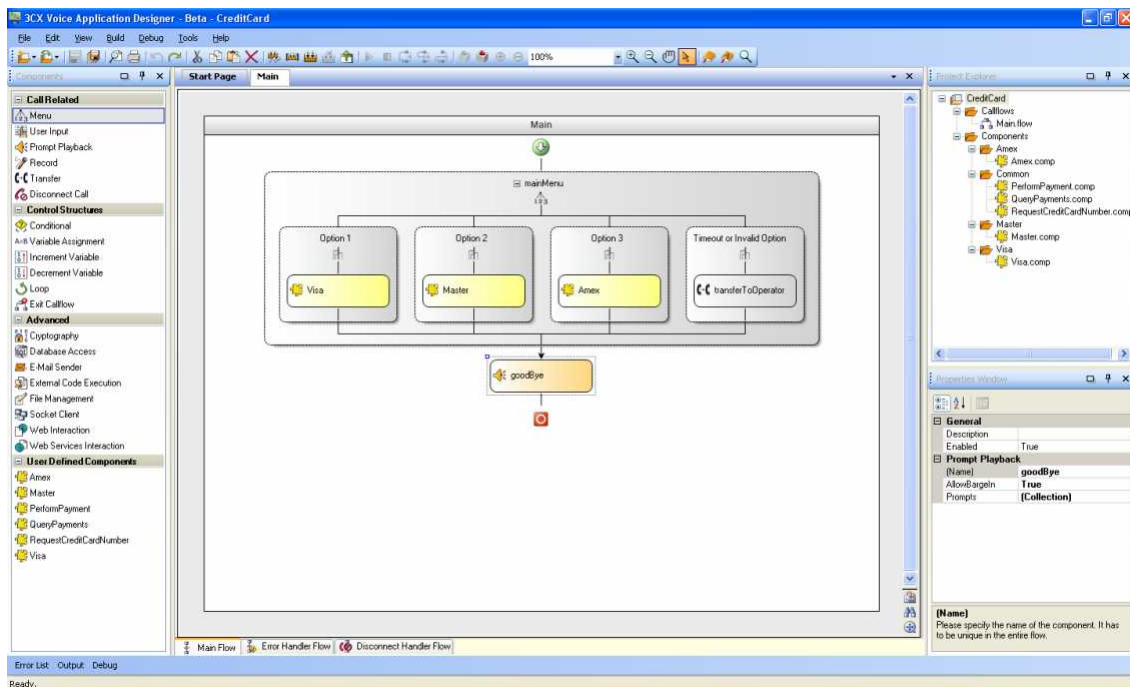 3CX Voice Application Designer - Beta - CreditCard
File Edit View Build Debug Tools Help
100%
Components
Start Page Main
Project Explorer
Call Related
Menu
User Input
Prompt Playback
Record
Transfer
Disconnect Call
Control Structures
Conditional
A=B Variable Assignment
Increment Variable
Decrement Variable
Loop
Exit Callflow
Advanced
Cryptography
Database Access
E-Mail Sender
External Code Execution
File Management
Socket Client
Web Interaction
Web Services Interaction
User Defined Components
Amex
Master
PerformPayment
QueryPayments
RequestCreditCardNumber
Visa
Main
mainMenu
1 2 3
Option 1
Option 2
Option 3
Timeout or Invalid Option
Visa
Master
Amex
transferToOperator
goodBye
Main Flow Error Handler Flow Disconnect Handler Flow
CreditCard
Callflows
Main.flow
Components
Amex
Amex.comp
Common
PerformPayment.comp
QueryPayments.comp
RequestCreditCardNumber.comp
Master
Master.comp
Visa
Visa.comp
Properties Window
General
Description
Enabled True
Prompt Playback
(Name) goodBye
AllowBargeIn True
Prompts (Collection)
(Name)
Please specify the name of the component. It has
to be unique in the entire flow.
Error List Output Debug
Ready.